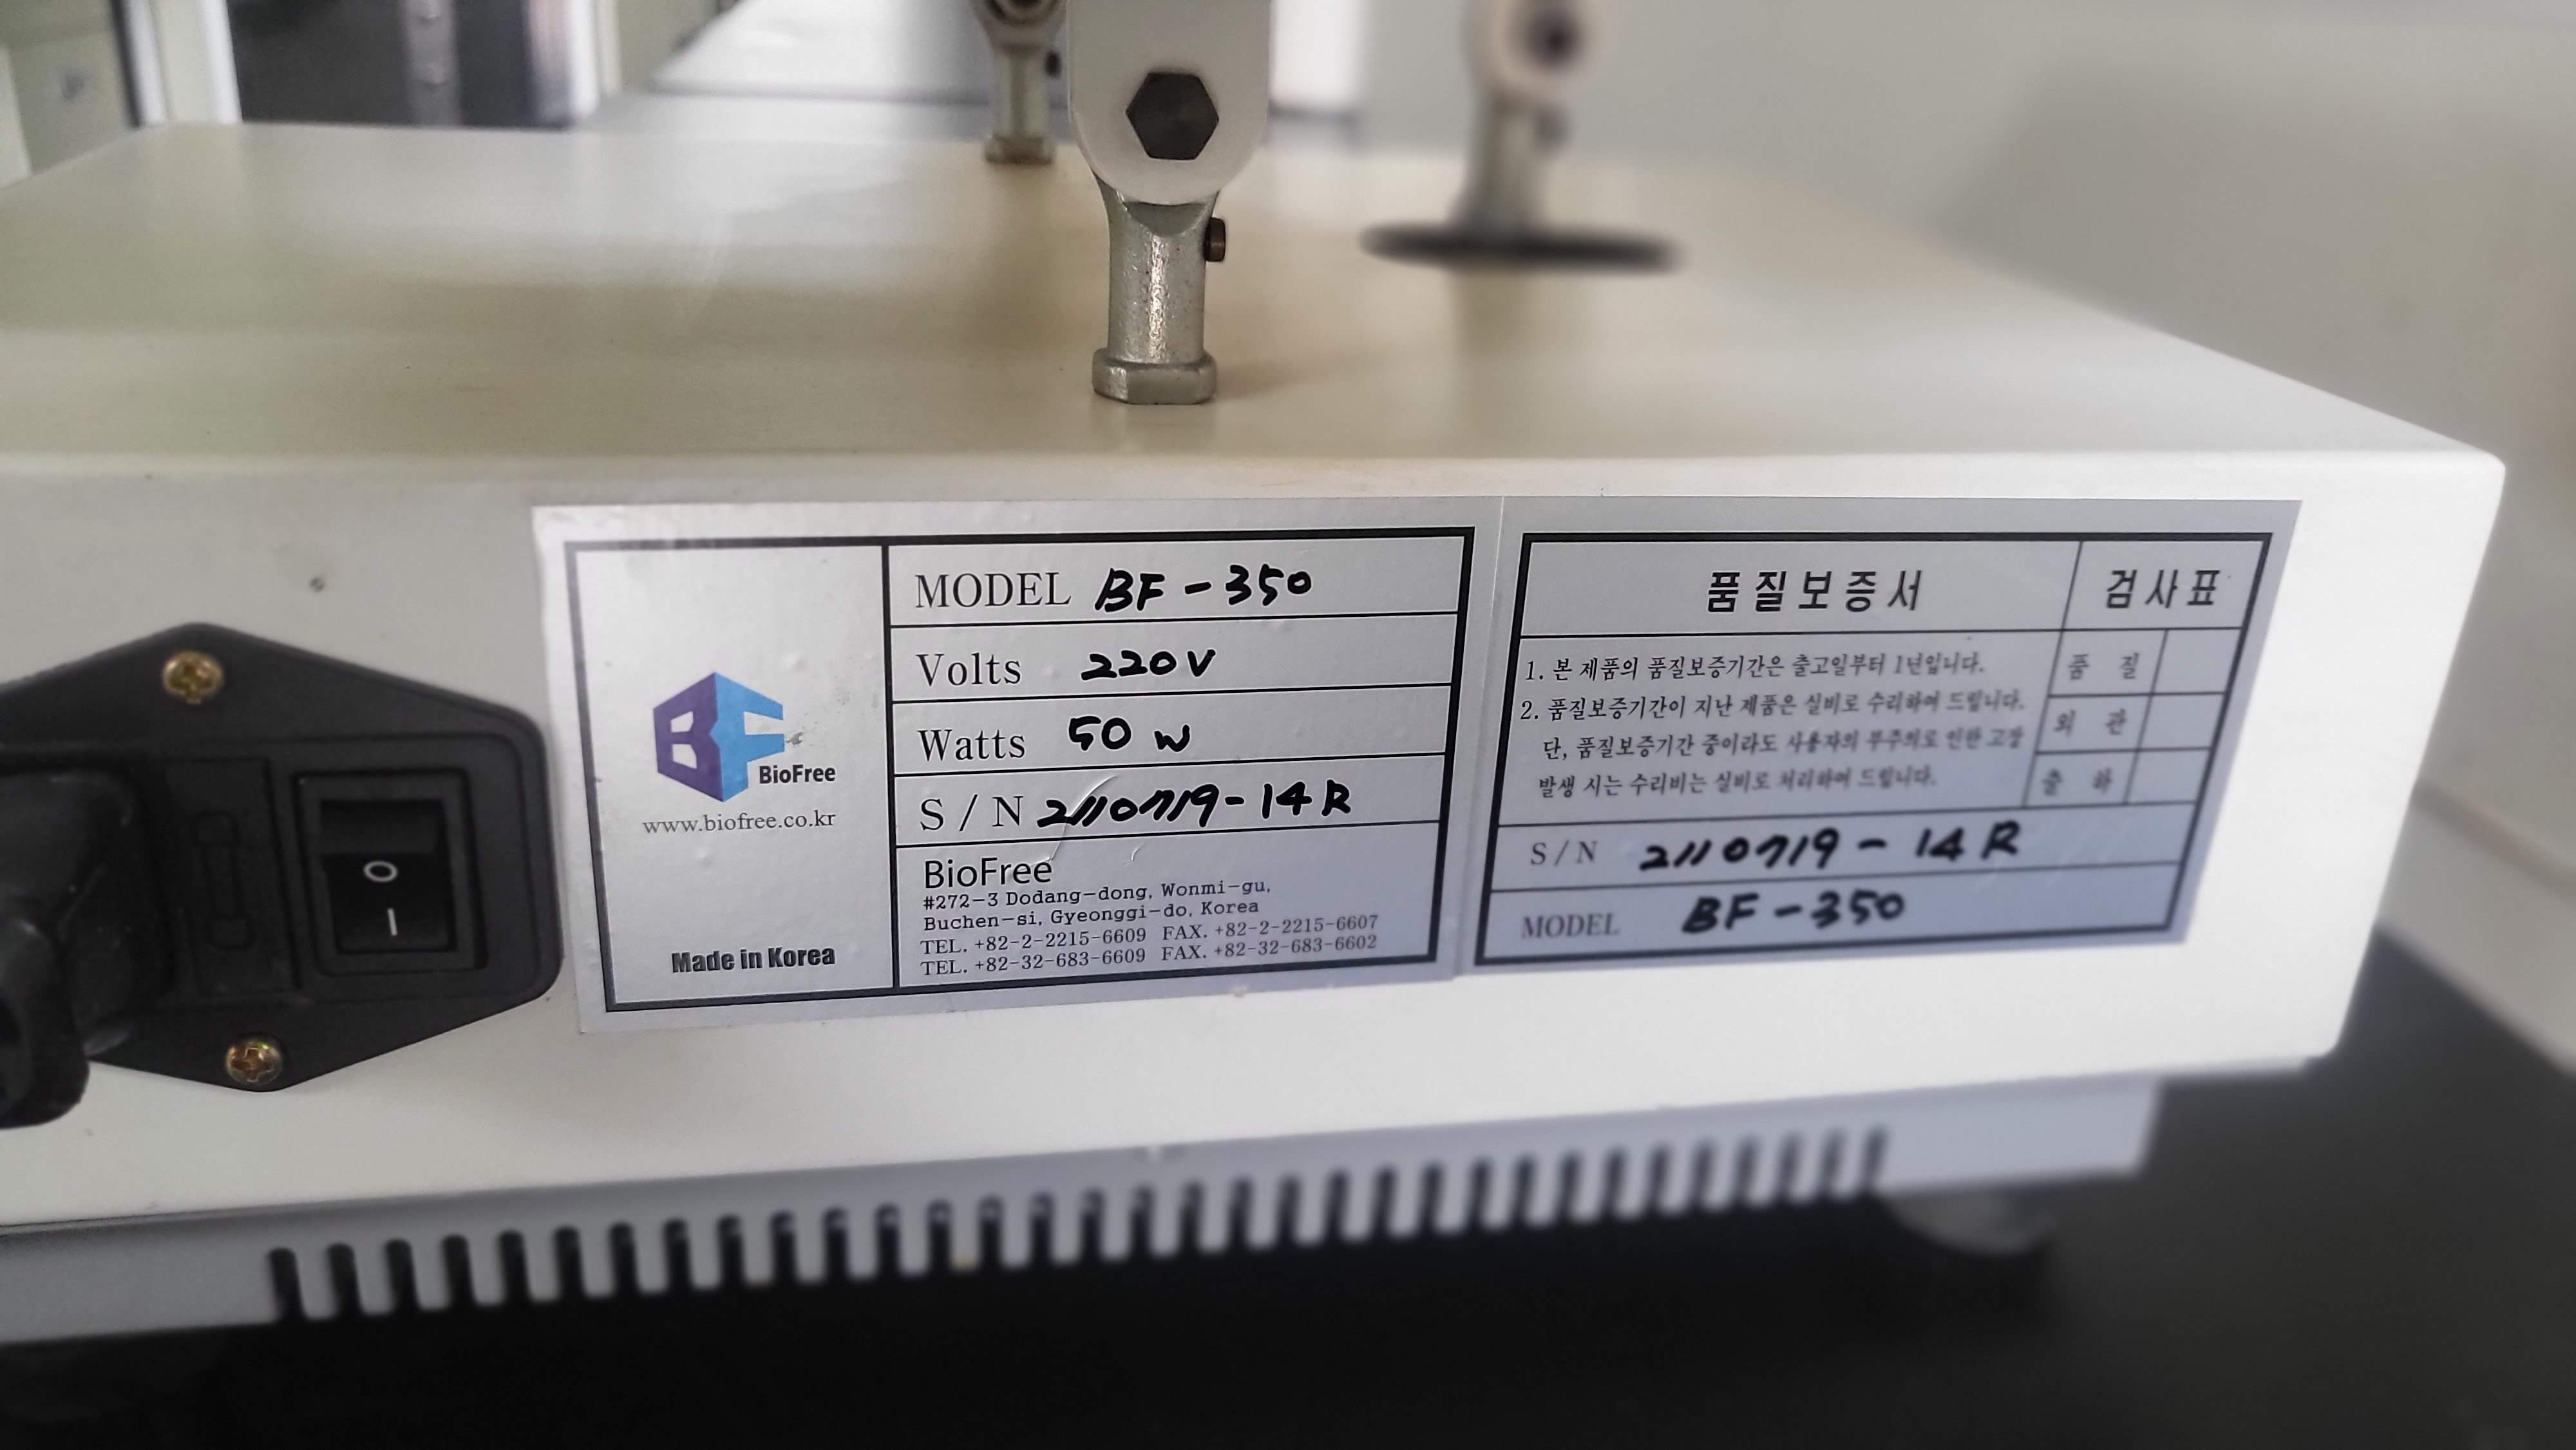 BF
BioFree
www.biofree.co.kr
Made in Korea
MODEL BF-350
Volts 220V
Watts 50 W
S/N 2110719-14R
BioFree
#272-3 Dodang-dong, Wonmi-gu,
Buchen-si, Gyeonggi-do, Korea
TEL. +82-2-2215-6609 FAX. +82-2-2215-6607
TEL. +82-32-683-6609 FAX. +82-32-683-6602
품질보증서
검사표
1. 본 제품의 품질보증기간은 출고일부터 1년입니다.
2. 품질보증기간이 지난 제품은 실비로 수리하여 드립니다.
단, 품질보증기간 중이라도 사용자의 부주의로 인한 고장
발생 시는 수리비는 실비로 처리하여 드립니다.
품 질
외 관
출 하
S/N 2110719-14R
MODEL BF-350
O
I